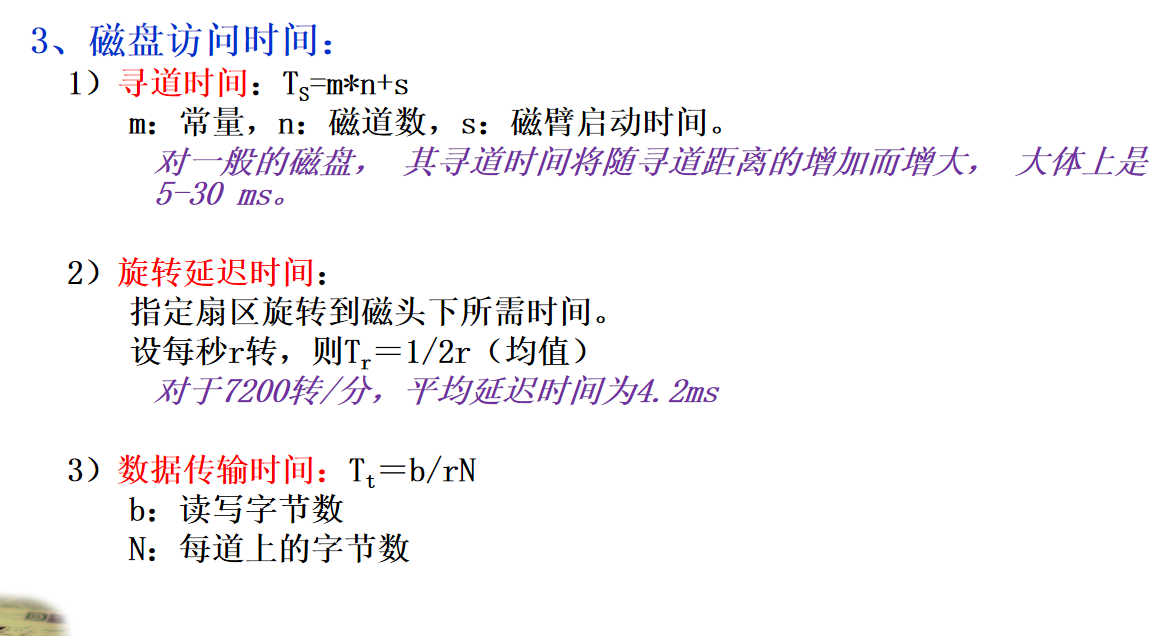 3、磁盘访问时间：
1）寻道时间：TS=m*n+s
m：常量，n：磁道数，s：磁臂启动时间。
对一般的磁盘， 其寻道时间将随寻道距离的增加而增大， 大体上是
5-30 ms。
2）旋转延迟时间：
指定扇区旋转到磁头下所需时间。
设每秒r转，则Tr＝1/2r（均值）
对于7200转/分，平均延迟时间为4.2ms
3）数据传输时间：Tt＝b/rN
b：读写字节数
N：每道上的字节数